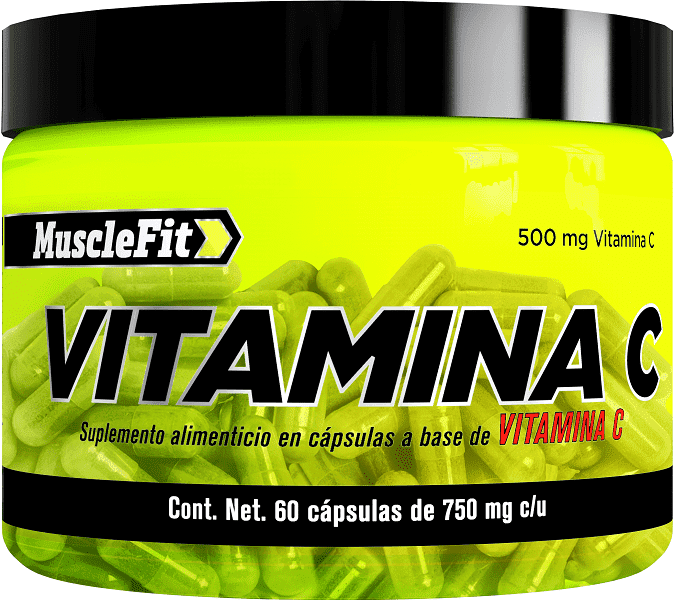 MuscleFit
500 mg Vitamina C
VITAMINA C
Suplemento alimenticio en cápsulas a base de VITAMINA C
Cont. Net. 60 cápsulas de 750 mg c/u